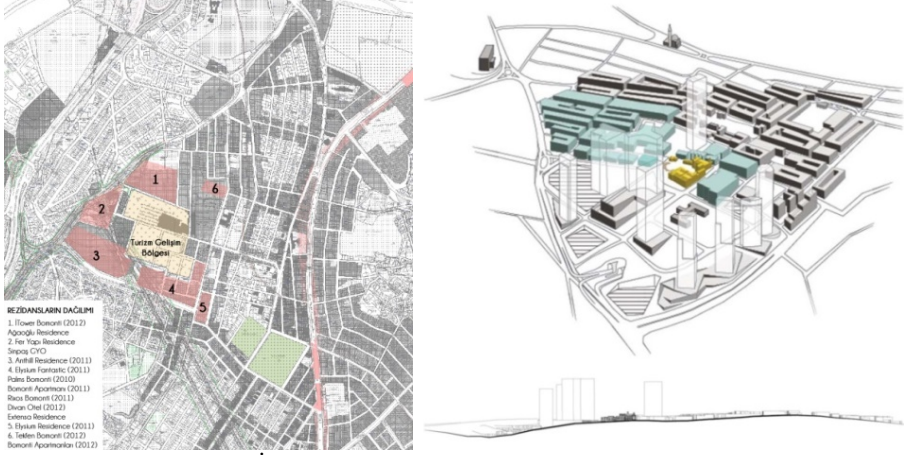 1
6
2
3
Turizm Gelişim
Bölgesi
4
5
REZİDANSLARIN DAĞILIMI
1. İTower Bomonti (2012)
Ağaoğlu Residence
2. Fer Yapı Residence
Sinpaş GYO
3. Anthill Residence (2011)
4. Elysium Fantastic (2011)
Palms Bomonti (2010)
Bomonti Apartmanı (2011)
Rixos Bomonti (2011)
Divan Otel (2012)
Extensa Residence
5. Elysium Residence (2011)
6. Tekfen Bomonti (2012)
Bomonti Apartmanları (2012)